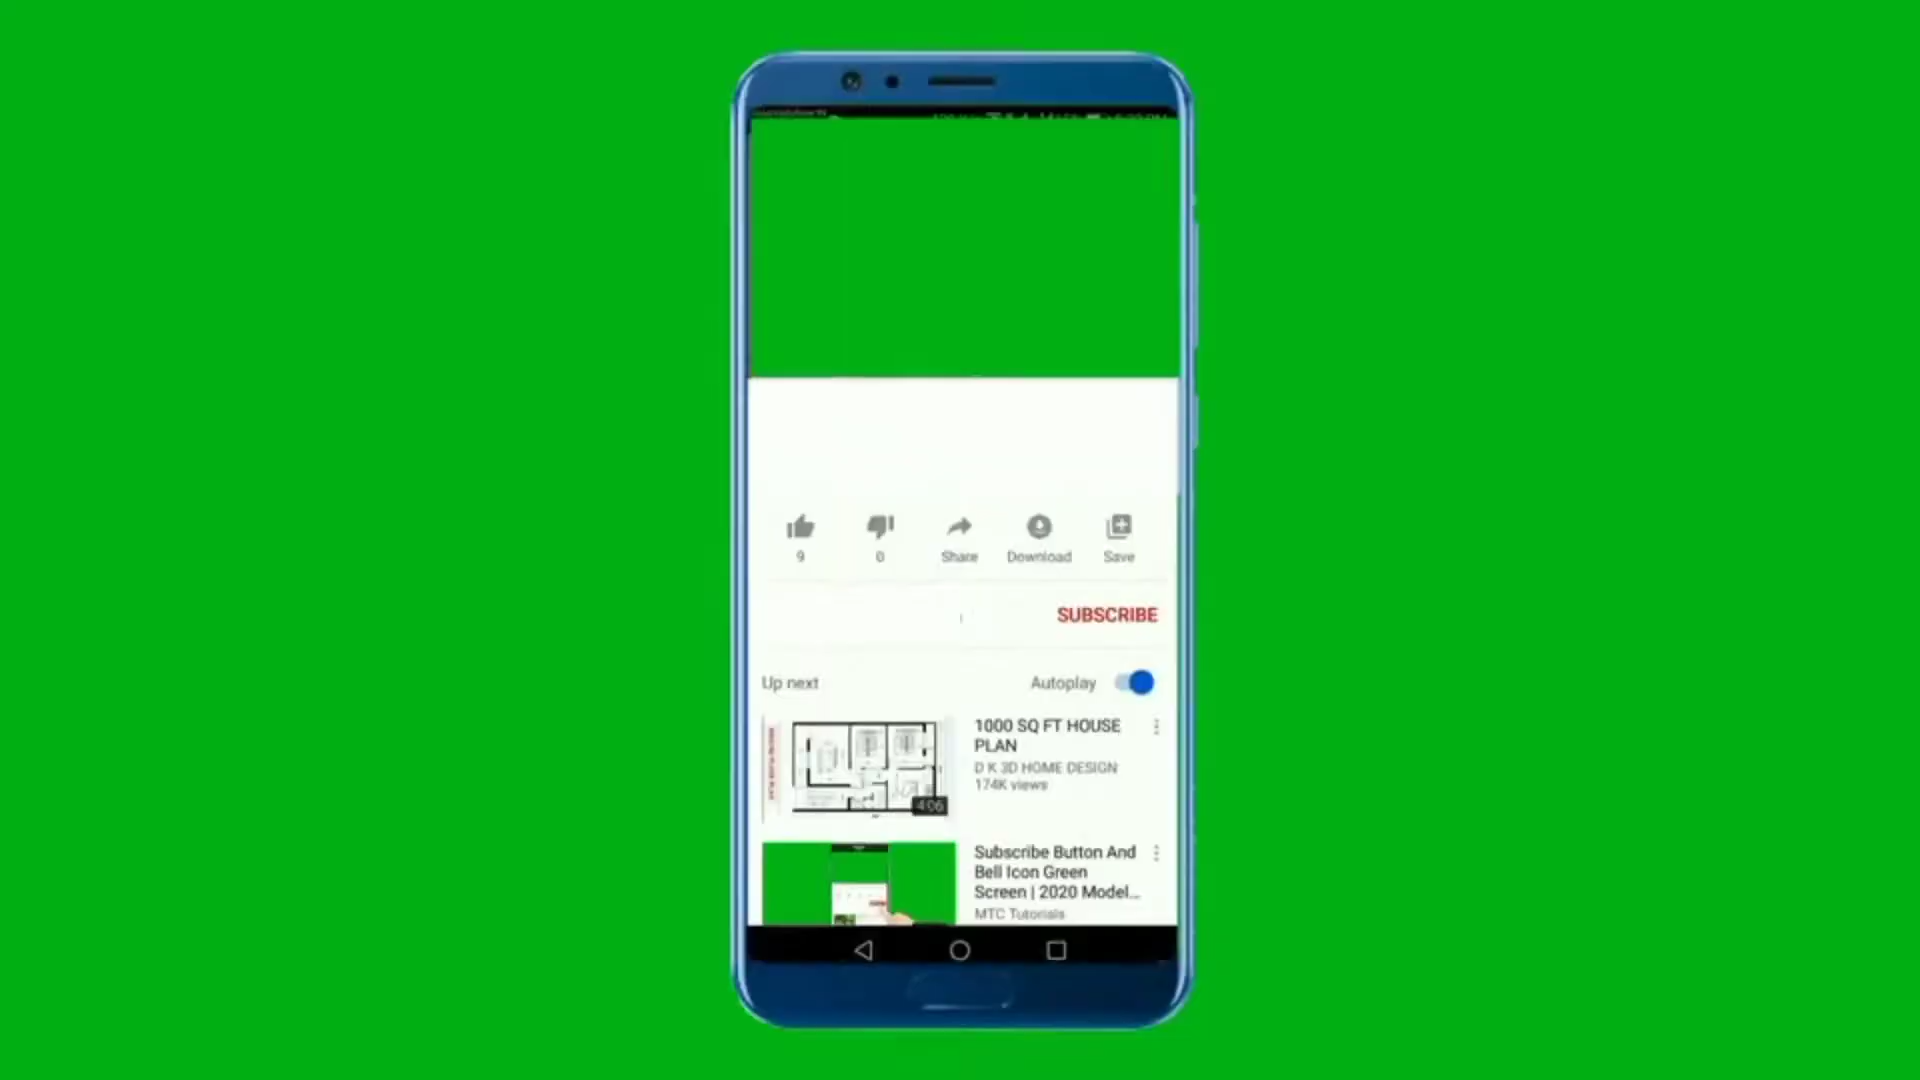 9
0
Share
Download
Save
SUBSCRIBE
Up next
Autoplay
1000 SQ FT HOUSE
PLAN
D K 3D HOME DESIGN
174K views
4:06
Subscribe Button And
Bell Icon Green
Screen | 2020 Model...
MTC Tutorials